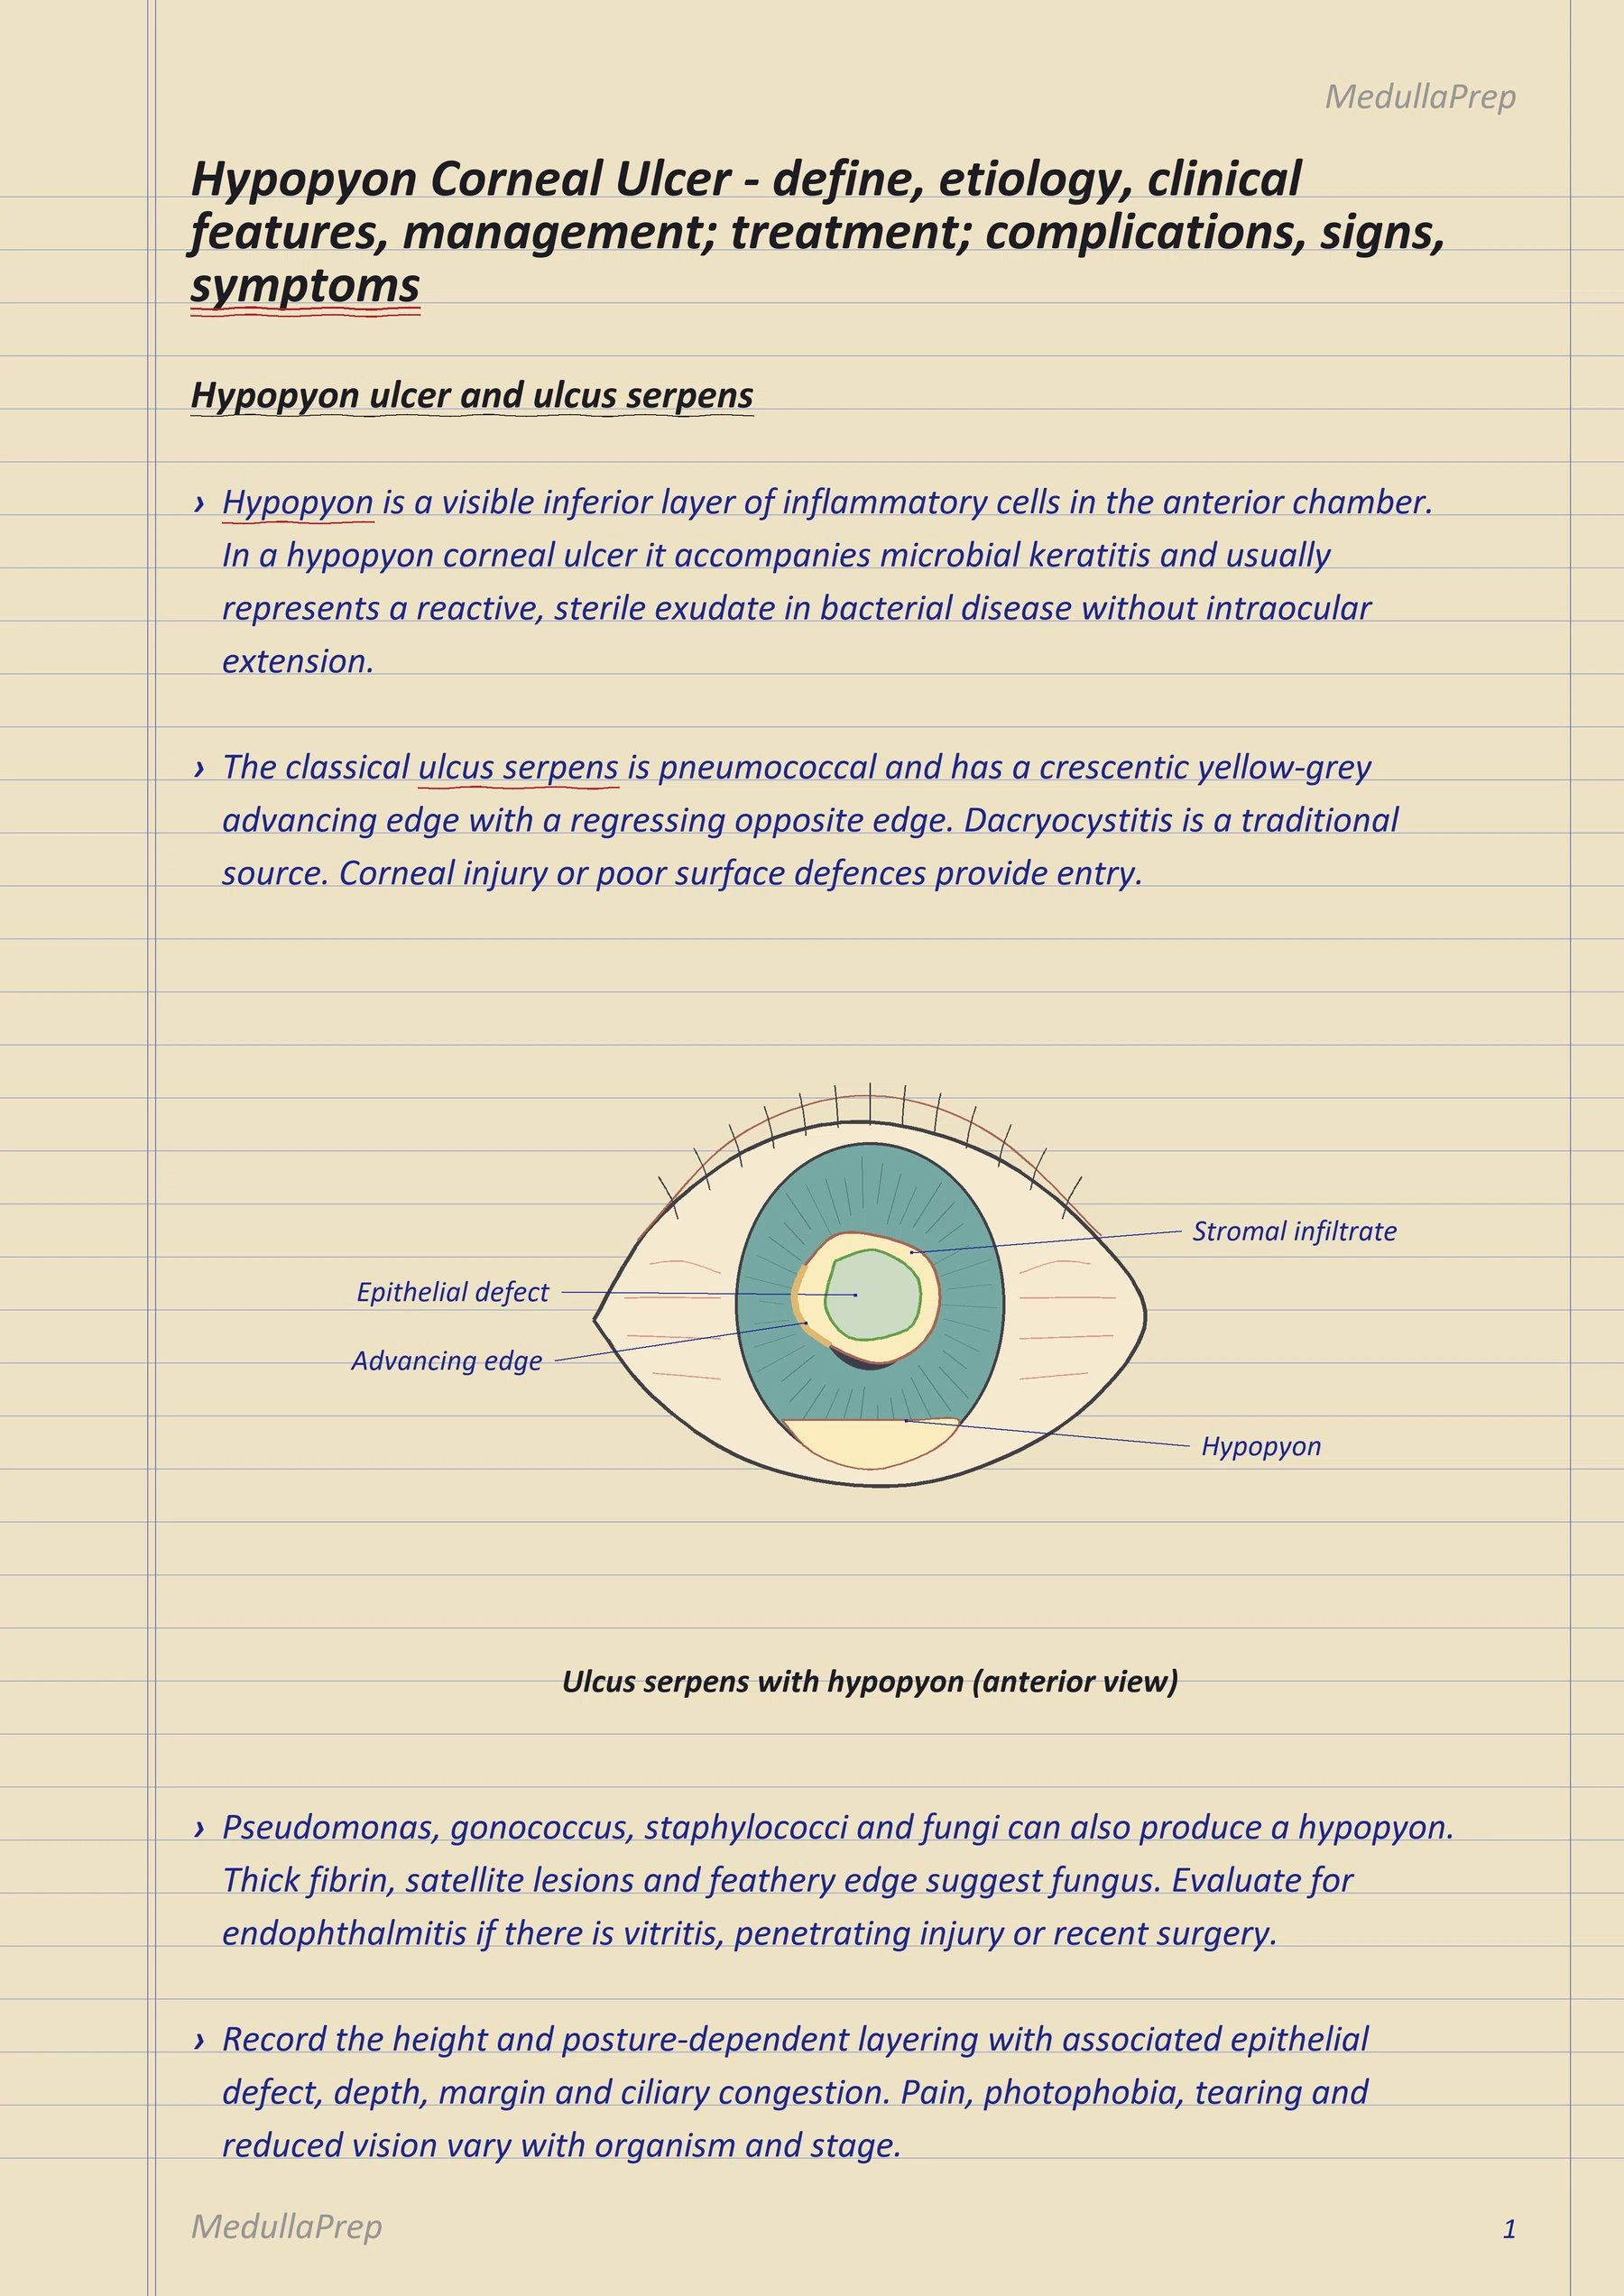 MedullaPrep
Hypopyon Corneal Ulcer - define, etiology, clinical
features, management; treatment; complications, signs,
symptoms
Hypopyon ulcer and ulcus serpens
› Hypopyon is a visible inferior layer of inflammatory cells in the anterior chamber.
In a hypopyon corneal ulcer it accompanies microbial keratitis and usually
represents a reactive, sterile exudate in bacterial disease without intraocular
extension.
› The classical ulcus serpens is pneumococcal and has a crescentic yellow-grey
advancing edge with a regressing opposite edge. Dacryocystitis is a traditional
source. Corneal injury or poor surface defences provide entry.
Stromal infiltrate
Epithelial defect
Advancing edge
Hypopyon
Ulcus serpens with hypopyon (anterior view)
› Pseudomonas, gonococcus, staphylococci and fungi can also produce a hypopyon.
Thick fibrin, satellite lesions and feathery edge suggest fungus. Evaluate for
endophthalmitis if there is vitritis, penetrating injury or recent surgery.
› Record the height and posture-dependent layering with associated epithelial
defect, depth, margin and ciliary congestion. Pain, photophobia, tearing and
reduced vision vary with organism and stage.
MedullaPrep
1